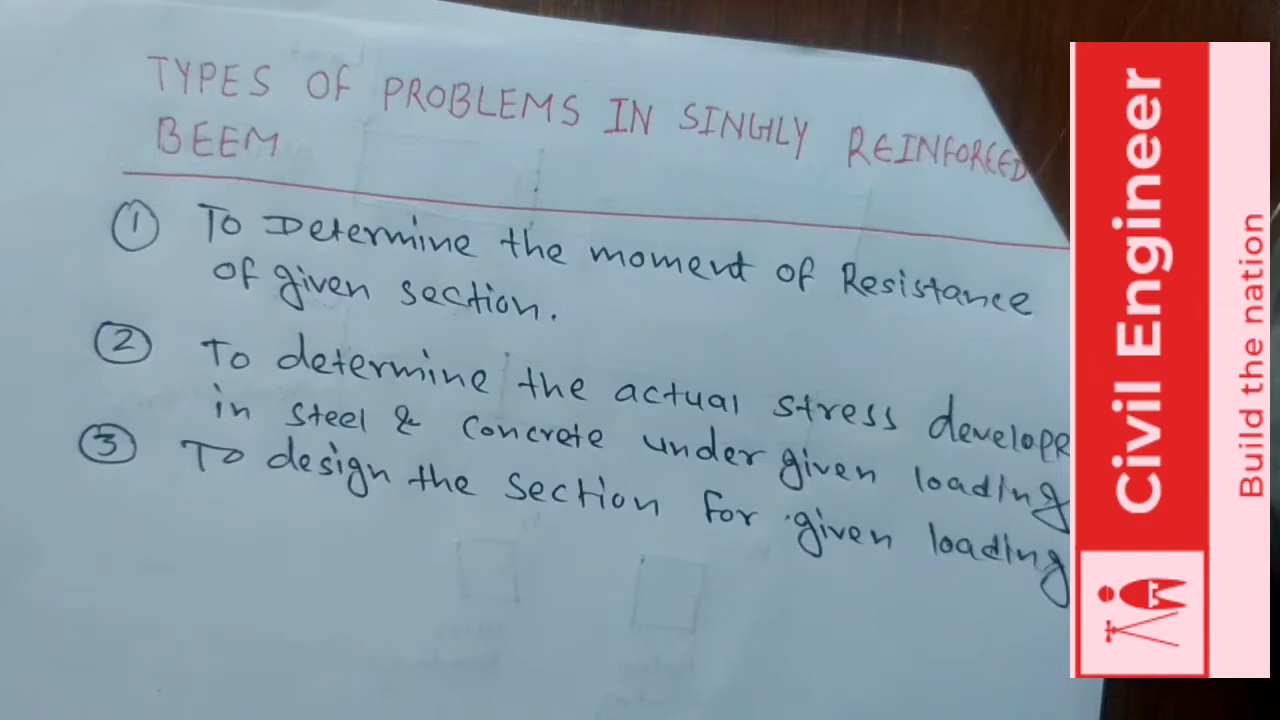 TYPES OF PROBLEMS IN SINGLY REINFORCED
BEEM
① To Determine the moment of Resistance
of given section.
② To determine the actual stress develope
in steel & concrete under given loading
③ To design the section for given loading
Civil Engineer
Build the nation